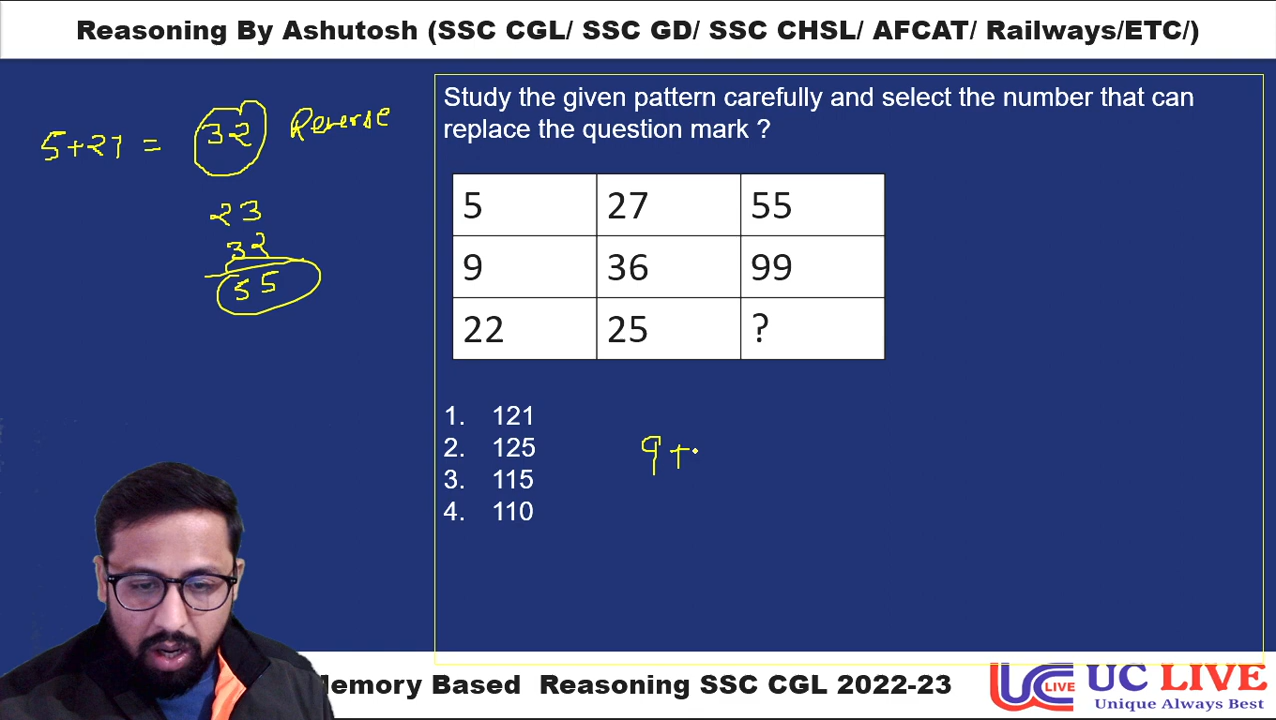 Reasoning By Ashutosh (SSC CGL/ SSC GD/ SSC CHSL/ AFCAT/ Railways/ETC/)
5+27 = 32 Reverse
23
32
55
Study the given pattern carefully and select the number that can
replace the question mark ?
5 27 55
9 36 99
22 25 ?
1. 121
2. 125
3. 115
4. 110
9+
Memory Based Reasoning SSC CGL 2022-23
UC LIVE UC LIVE
Unique Always Best